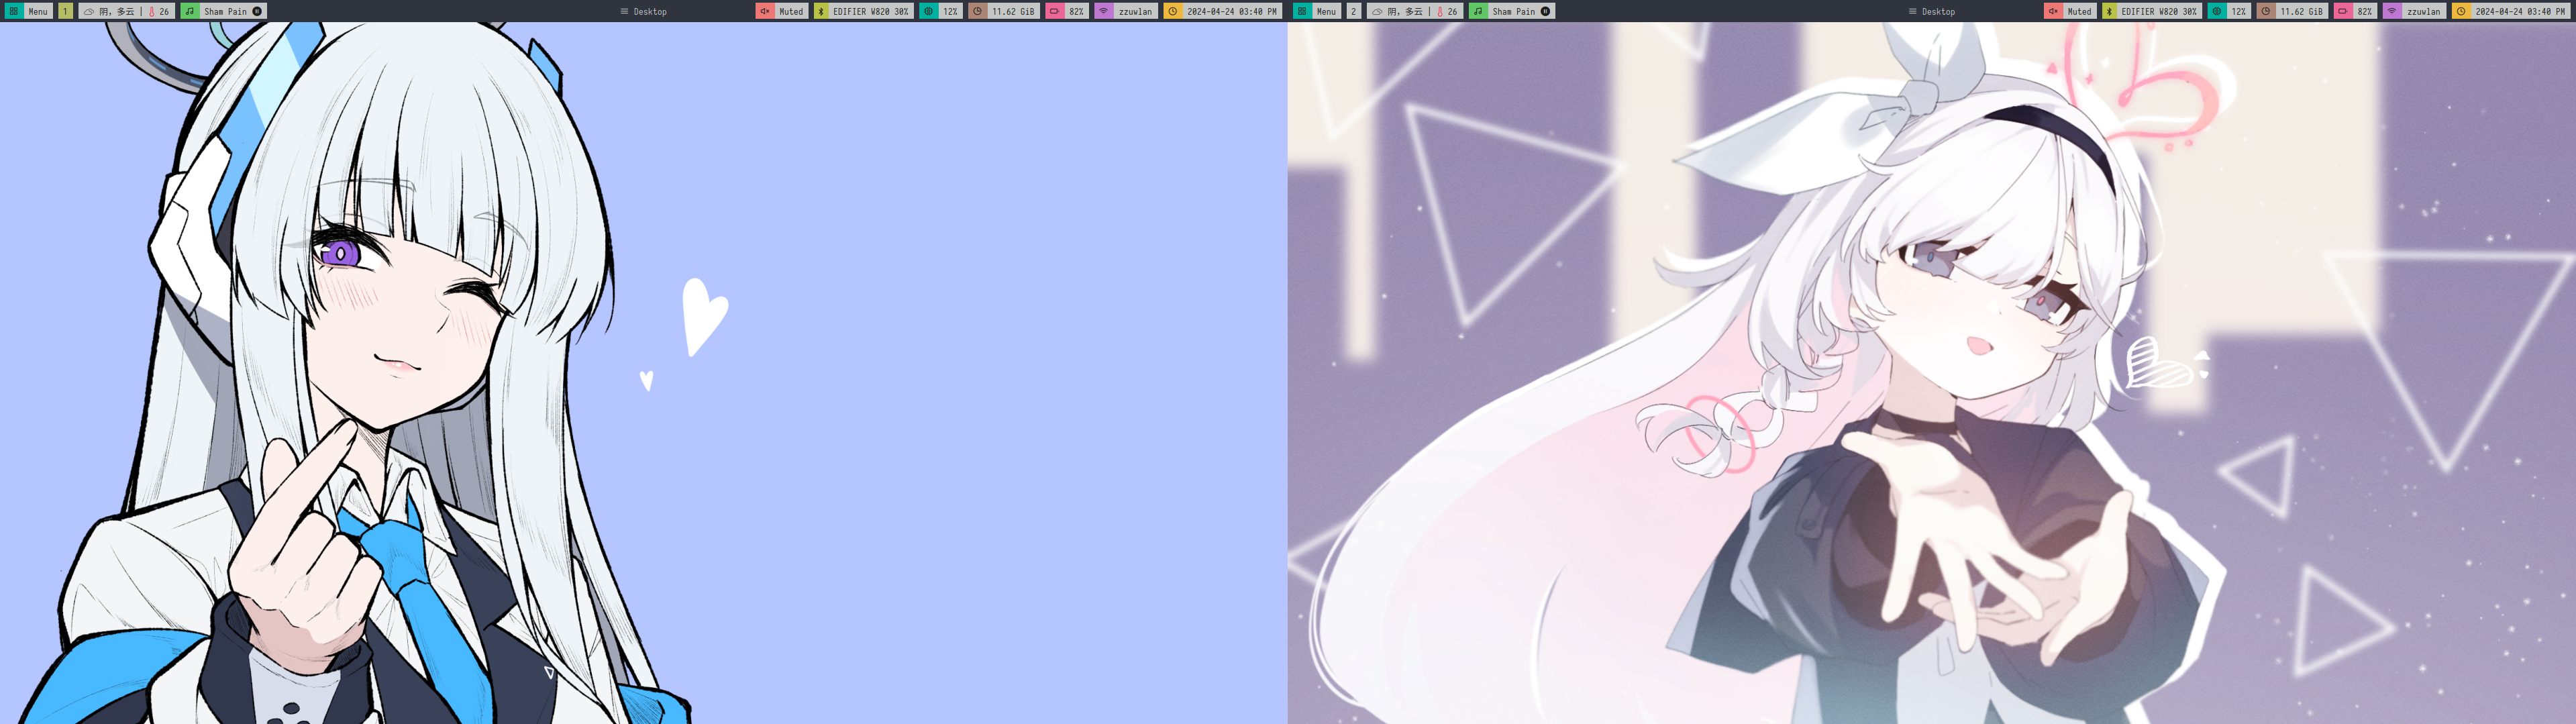 Menu 1 阴，多云 | 26 Sham Pain Desktop Muted EDIFIER W820 30% 12% 11.62 GiB 82% zzuwlan 2024-04-24 03:40 PM
Menu 2 阴，多云 | 26 Sham Pain Desktop Muted EDIFIER W820 30% 12% 11.62 GiB 82% zzuwlan 2024-04-24 03:40 PM